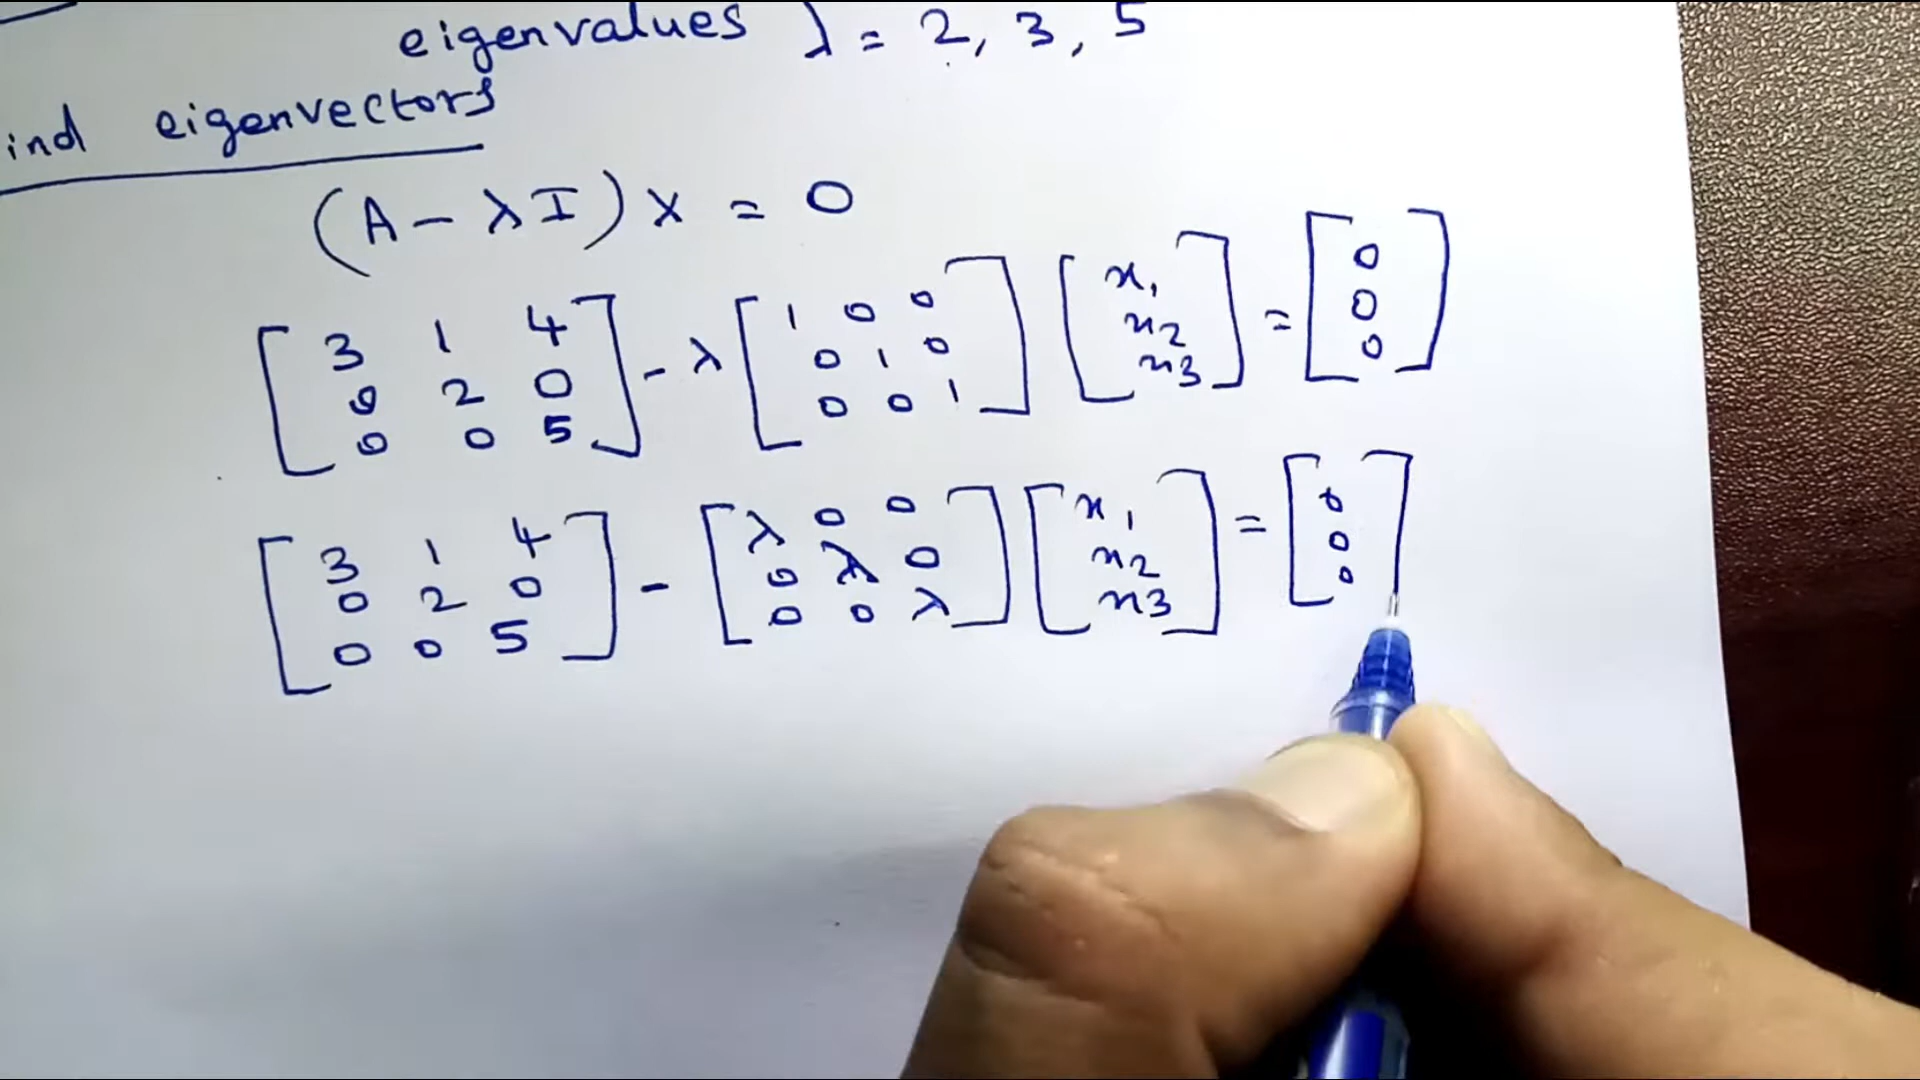 eigenvalues λ = 2, 3, 5
ind eigenvectors
(A - λI) X = 0
[3 1 4] - λ [1 0 0] [x1] = [0]
[0 2 0] [0 1 0] [x2] [0]
[0 0 5] [0 0 1] [x3] [0]
[3 1 4] - [λ 0 0] [x1] = [0]
[0 2 0] [0 λ 0] [x2] [0]
[0 0 5] [0 0 λ] [x3] [0]